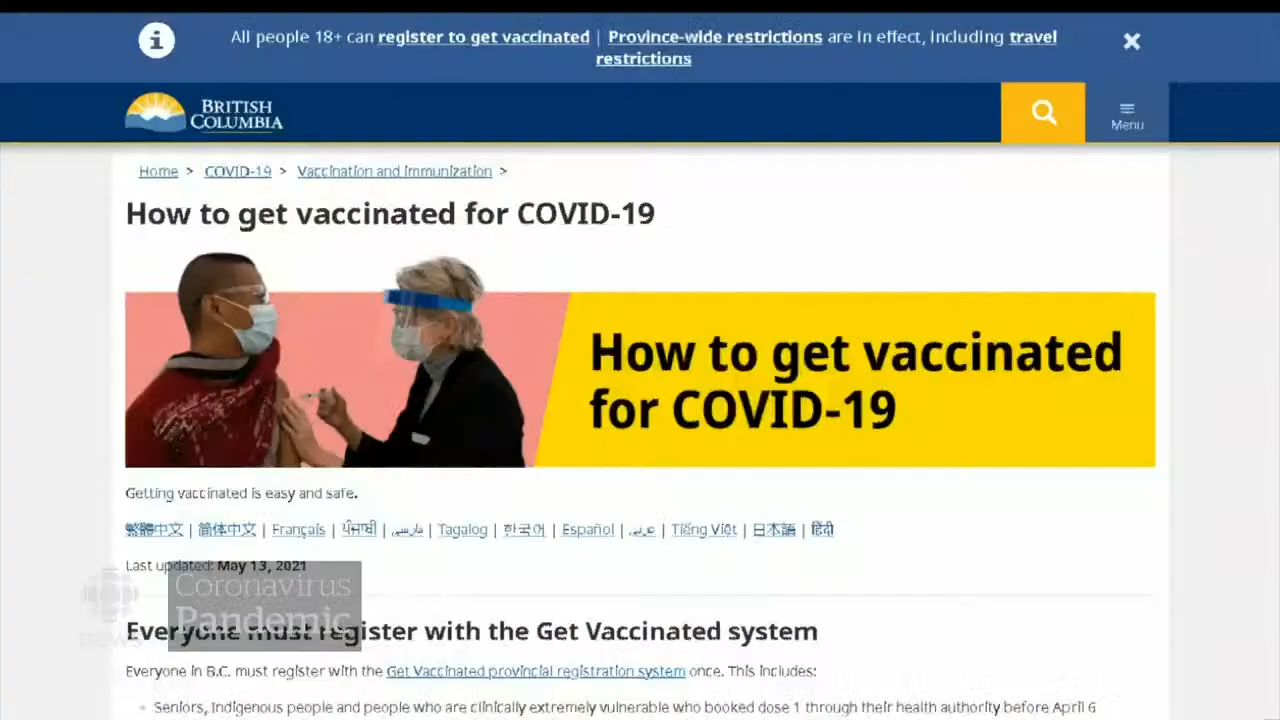 All people 18+ can register to get vaccinated | Province-wide restrictions are in effect, including travel
restrictions
BRITISH
COLUMBIA
Menu
Home > COVID-19 > Vaccination and immunization >
How to get vaccinated for COVID-19
How to get vaccinated
for COVID-19
Getting vaccinated is easy and safe.
繁體中文 | 简体中文 | Français | ਪੰਜਾਬੀ | فارسی | Tagalog | 한국어 | Español | عربى | Tiếng Việt | 日本語 | हिंदी
Last updated: May 13, 2021
Coronavirus
Pandemic
NEWS
Everyone must register with the Get Vaccinated system
Everyone in B.C. must register with the Get Vaccinated provincial registration system once. This includes:
Seniors, Indigenous people and people who are clinically extremely vulnerable who booked dose 1 through their health authority before April 6